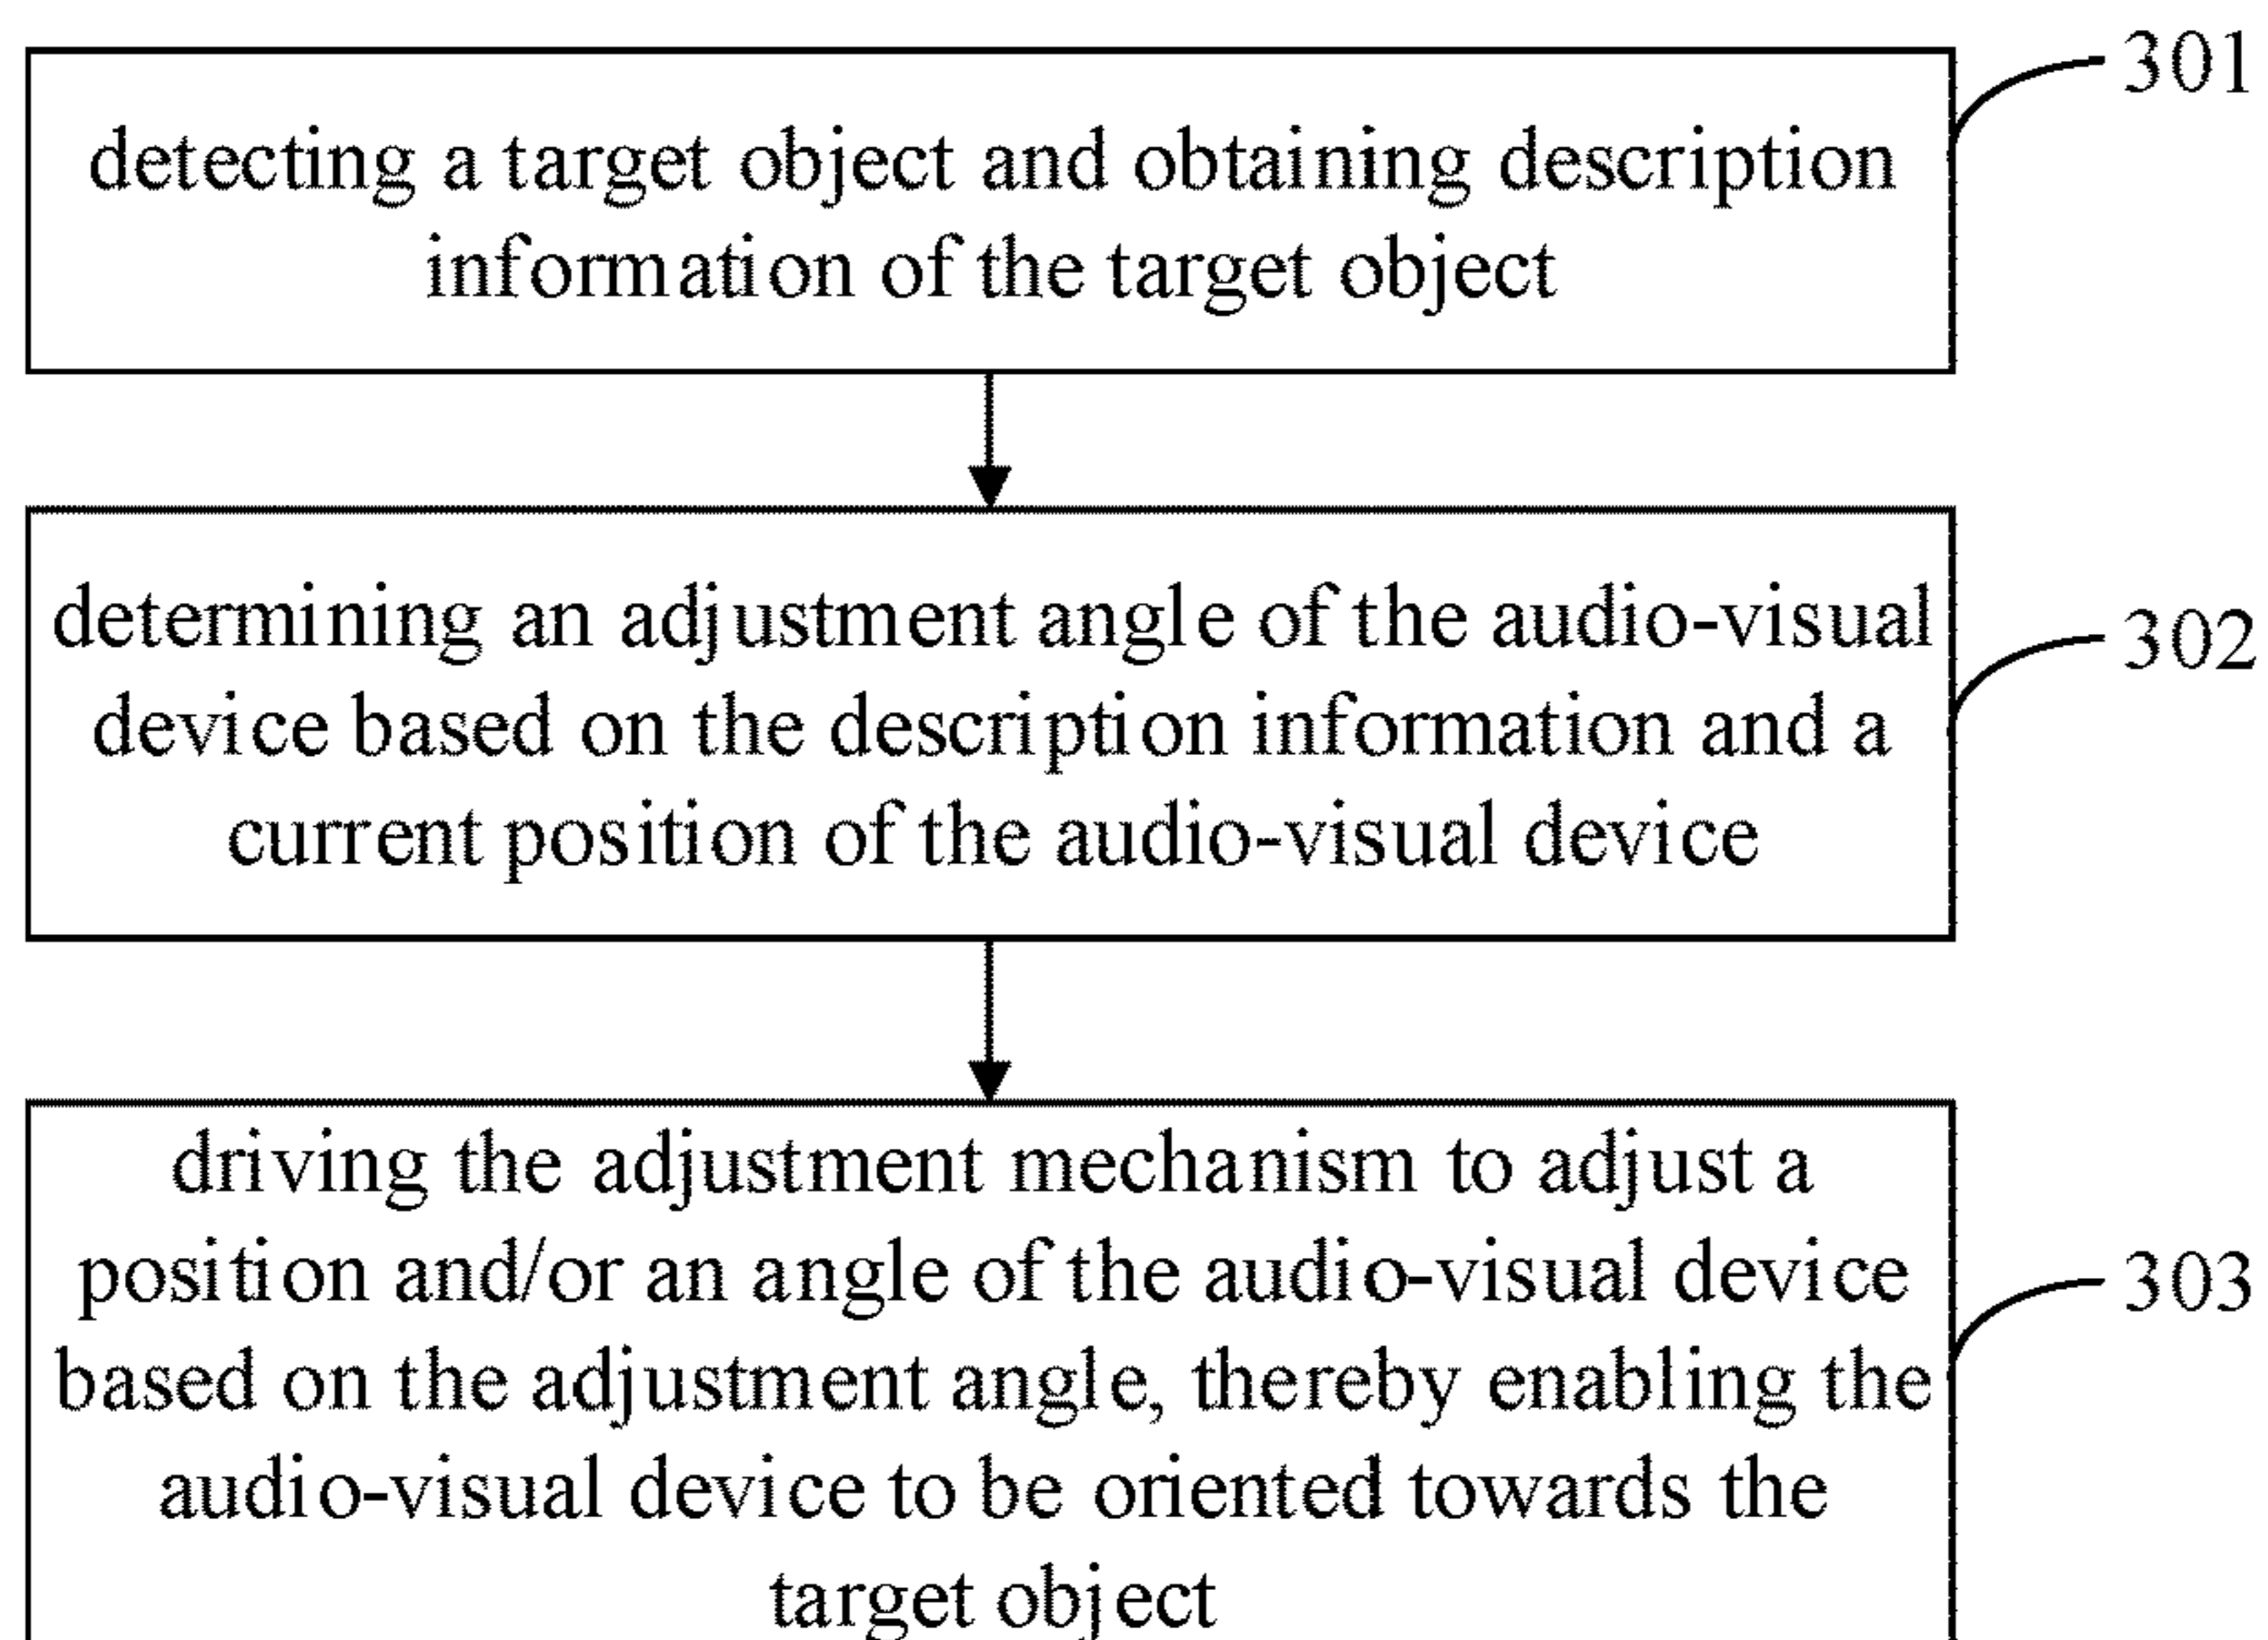 301
detecting a target object and obtaining description
information of the target object
determining an adjustment angle of the audio-visual
device based on the description information and a
current position of the audio-visual device
302
driving the adjustment mechanism to adjust a
position and/or an angle of the audio-visual device
based on the adjustment angle, thereby enabling the
audio-visual device to be oriented towards the
target object
303